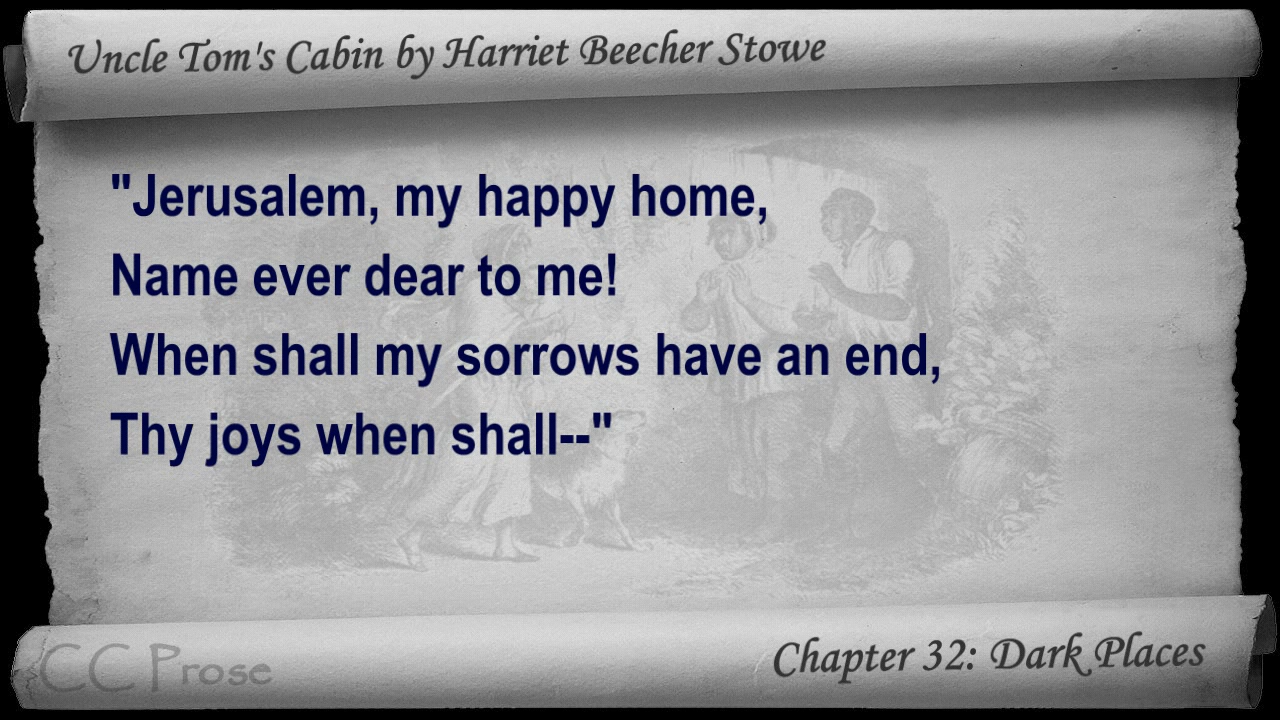 Uncle Tom's Cabin by Harriet Beecher Stowe
"Jerusalem, my happy home,
Name ever dear to me!
When shall my sorrows have an end,
Thy joys when shall--"
CC Prose
Chapter 32: Dark Places